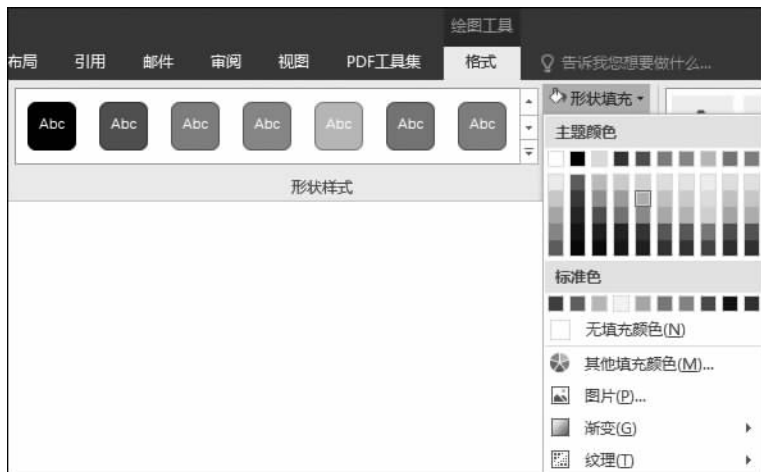 绘图工具
布局 引用 邮件 审阅 视图 PDF工具集 格式 告诉我您想要做什么...
Abc Abc Abc Abc Abc Abc Abc
形状填充
主题颜色
形状样式
标准色
无填充颜色(N)
其他填充颜色(M)...
图片(P)...
渐变(G)
纹理(T)